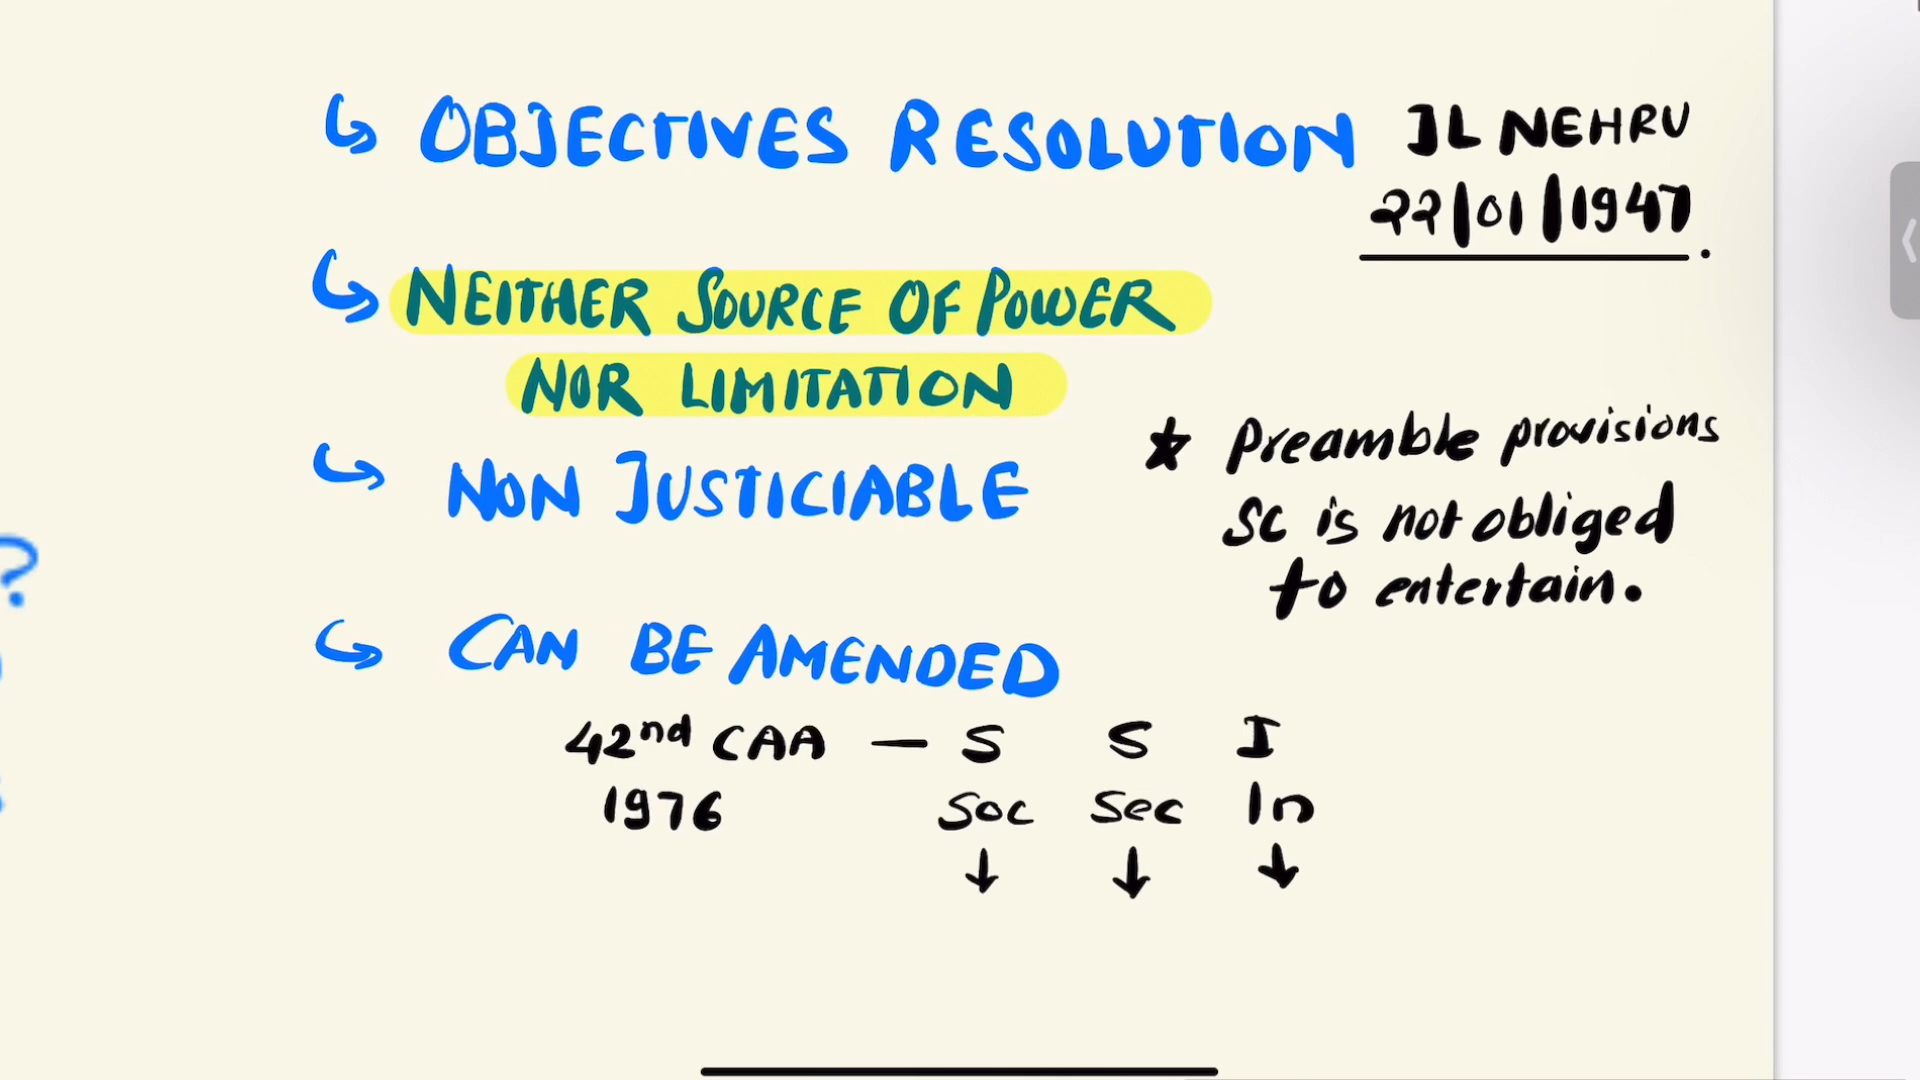 OBJECTIVES RESOLUTION
JL NEHRU
22/01/1947.
NEITHER SOURCE OF POWER
NOR LIMITATION
NON JUSTICIABLE
* Preamble provisions
SC is not obliged
to entertain.
CAN BE AMENDED
42nd CAA — S S I
1976 Soc Sec In
?